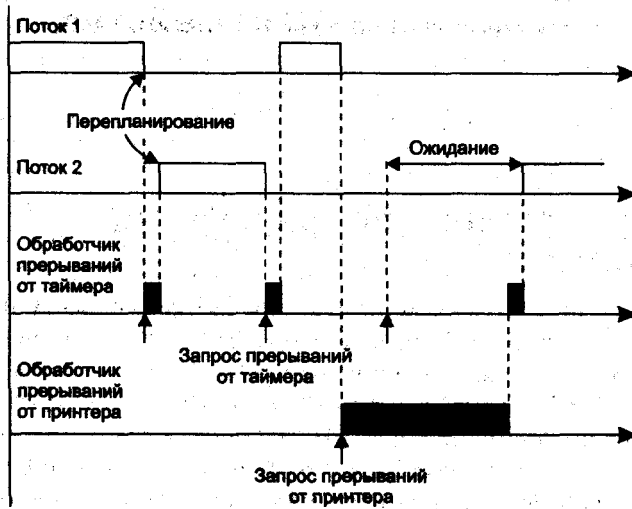 Поток 1
Перепланирование
Ожидание
Поток 2
Обработчик
прерываний
от таймера
Запрос прерываний
от таймера
Обработчик
прерываний
от принтера
Запрос прерываний
от принтера